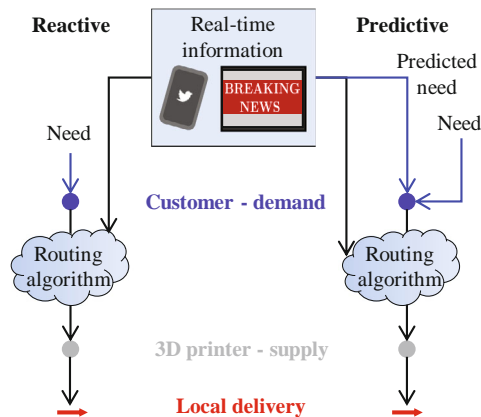 Reactive
Real-time
information
Predictive
BREAKING
NEWS
Predicted
need
Need
Need
Customer - demand
Routing
algorithm
Routing
algorithm
3D printer - supply
Local delivery